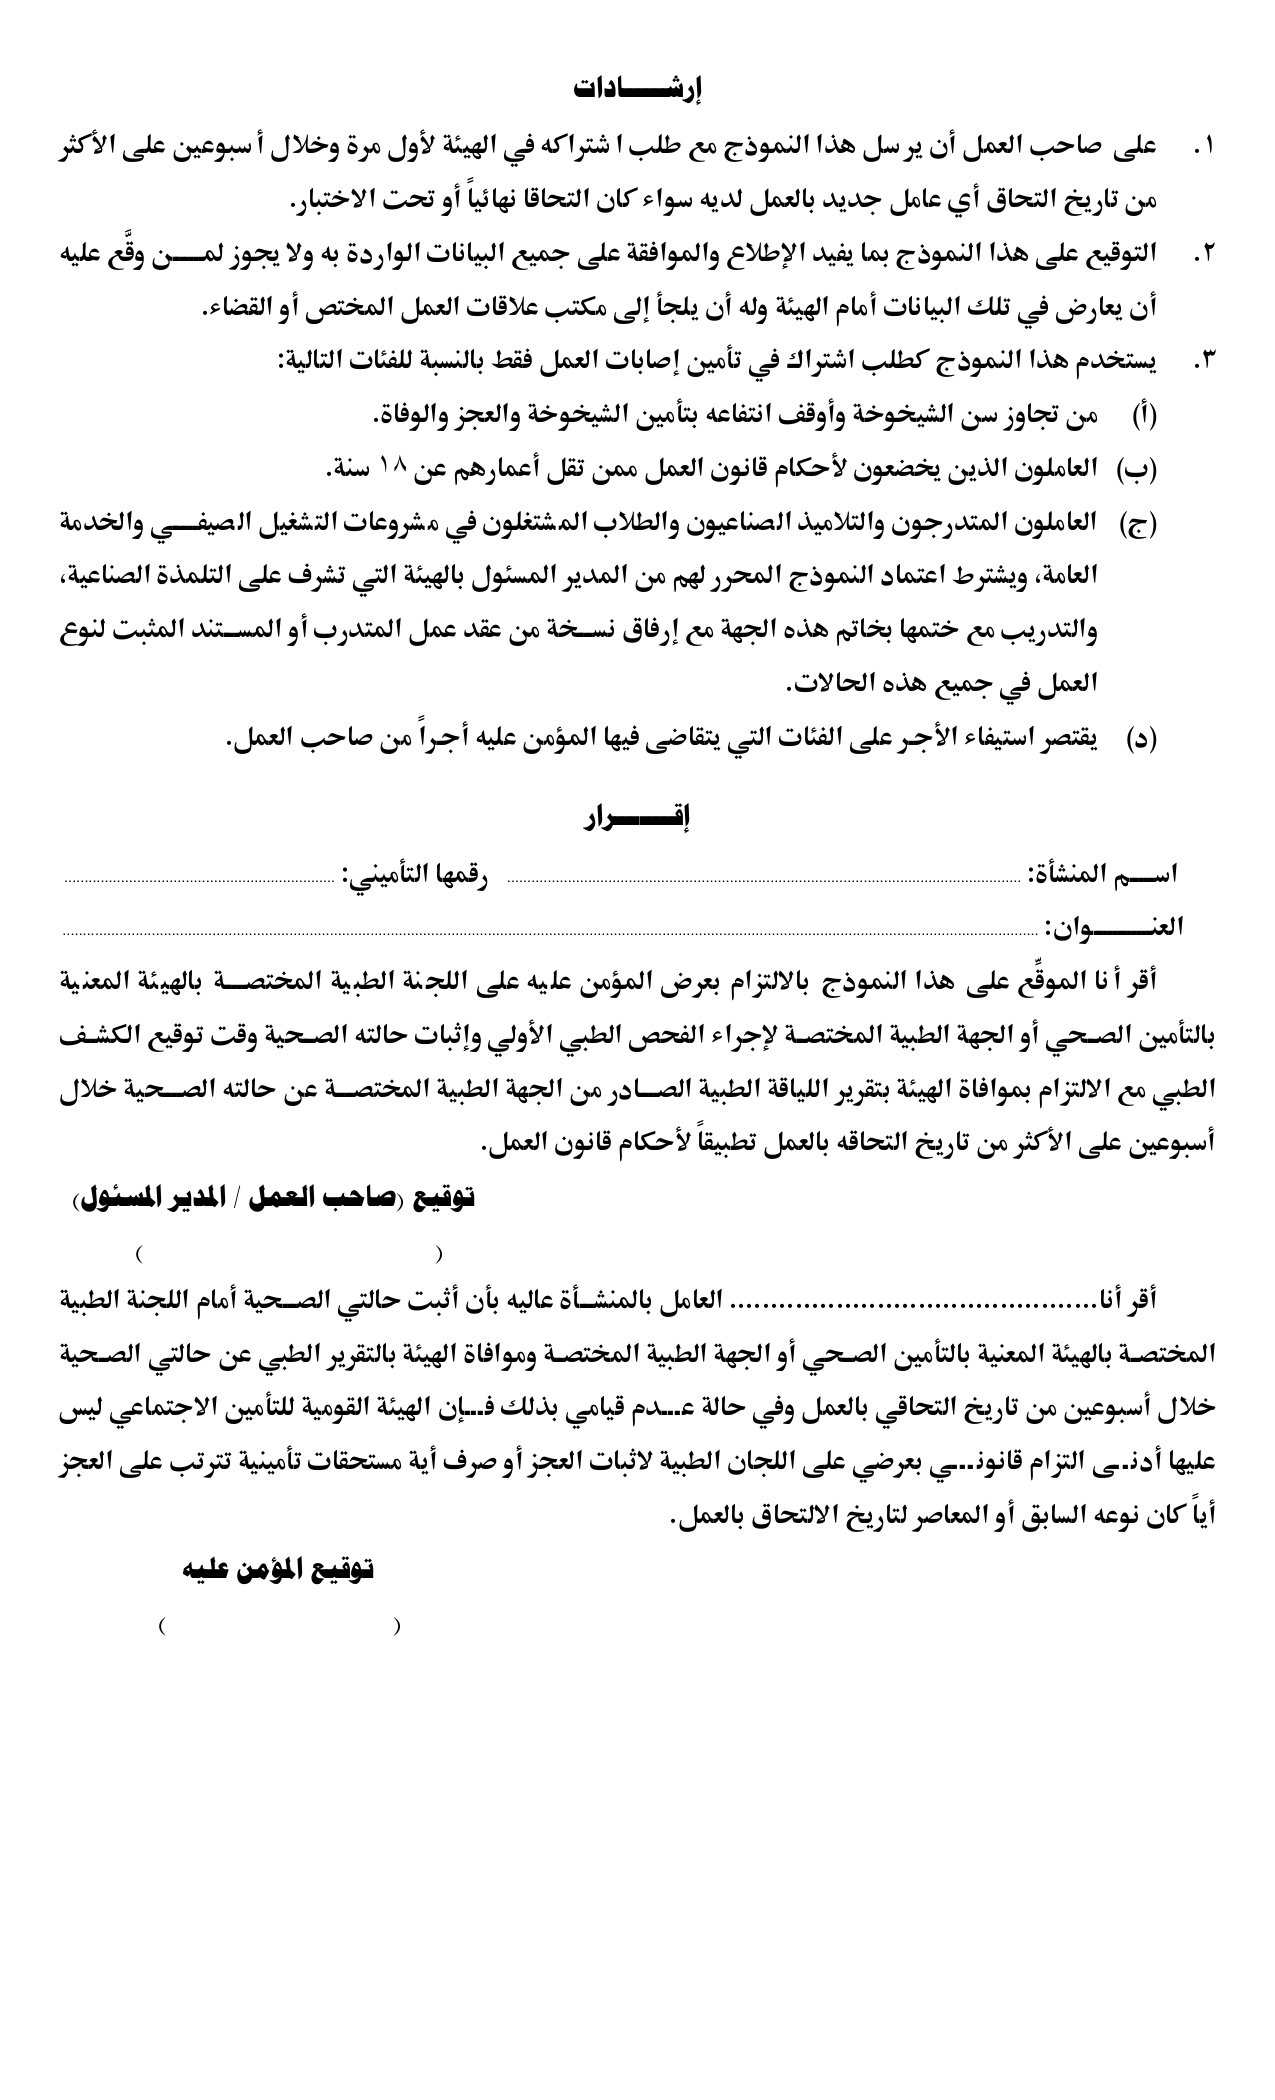 إرشــــــادات
١. على صاحب العمل أن يرسل هذا النموذج مع طلب اشتراكه في الهيئة لأول مرة وخلال أسبوعين على الأكثر
من تاريخ التحاق أي عامل جديد بالعمل لديه سواء كان التحاقا نهائياً أو تحت الاختبار.
٢. التوقيع على هذا النموذج بما يفيد الإطلاع والموافقة على جميع البيانات الواردة به ولا يجوز لمــــن وقَّع عليه
أن يعارض في تلك البيانات أمام الهيئة وله أن يلجأ إلى مكتب علاقات العمل المختص أو القضاء.
٣. يستخدم هذا النموذج كطلب اشتراك في تأمين إصابات العمل فقط بالنسبة للفئات التالية:
(أ) من تجاوز سن الشيخوخة وأوقف انتفاعه بتأمين الشيخوخة والعجز والوفاة.
(ب) العاملون الذين يخضعون لأحكام قانون العمل ممن تقل أعمارهم عن ١٨ سنة.
(ج) العاملون المتدرجون والتلاميذ الصناعيون والطلاب المشتغلون في مشروعات التشغيل الصيفــــي والخدمة
العامة، ويشترط اعتماد النموذج المحرر لهم من المدير المسئول بالهيئة التي تشرف على التلمذة الصناعية،
والتدريب مع ختمها بخاتم هذه الجهة مع إرفاق نســخة من عقد عمل المتدرب أو المســتند المثبت لنوع
العمل في جميع هذه الحالات.
(د) يقتصر استيفاء الأجـر على الفئات التي يتقاضى فيها المؤمن عليه أجـراً من صاحب العمل.
إقــــــــرار
اســـم المنشأة: ........................................ رقمها التأميني: ........................................
العنــــــــوان: ........................................
أقر أنا الموقِّع على هذا النموذج بالالتزام بعرض المؤمن عليه على اللجنة الطبية المختصـــة بالهيئة المعنية
بالتأمين الصـحي أو الجهة الطبية المختصـة لإجراء الفحص الطبي الأولي وإثبات حالته الصـحية وقت توقيع الكشـف
الطبي مع الالتزام بموافاة الهيئة بتقرير اللياقة الطبية الصــادر من الجهة الطبية المختصــة عن حالته الصــحية خلال
أسبوعين على الأكثر من تاريخ التحاقه بالعمل تطبيقاً لأحكام قانون العمل.
توقيع (صاحب العمل / المدير المسئول)
( )
أقر أنا............................................ العامل بالمنشــأة عاليه بأن أثبت حالتي الصــحية أمام اللجنة الطبية
المختصـة بالهيئة المعنية بالتأمين الصـحي أو الجهة الطبية المختصـة وموافاة الهيئة بالتقرير الطبي عن حالتي الصـحية
خلال أسبوعين من تاريخ التحاقي بالعمل وفي حالة عـــدم قيامي بذلك فـــإن الهيئة القومية للتأمين الاجتماعي ليس
عليها أدنــى التزام قانونـــي بعرضي على اللجان الطبية لاثبات العجز أو صرف أية مستحقات تأمينية تترتب على العجز
أياً كان نوعه السابق أو المعاصر لتاريخ الالتحاق بالعمل.
توقيع المؤمن عليه
( )